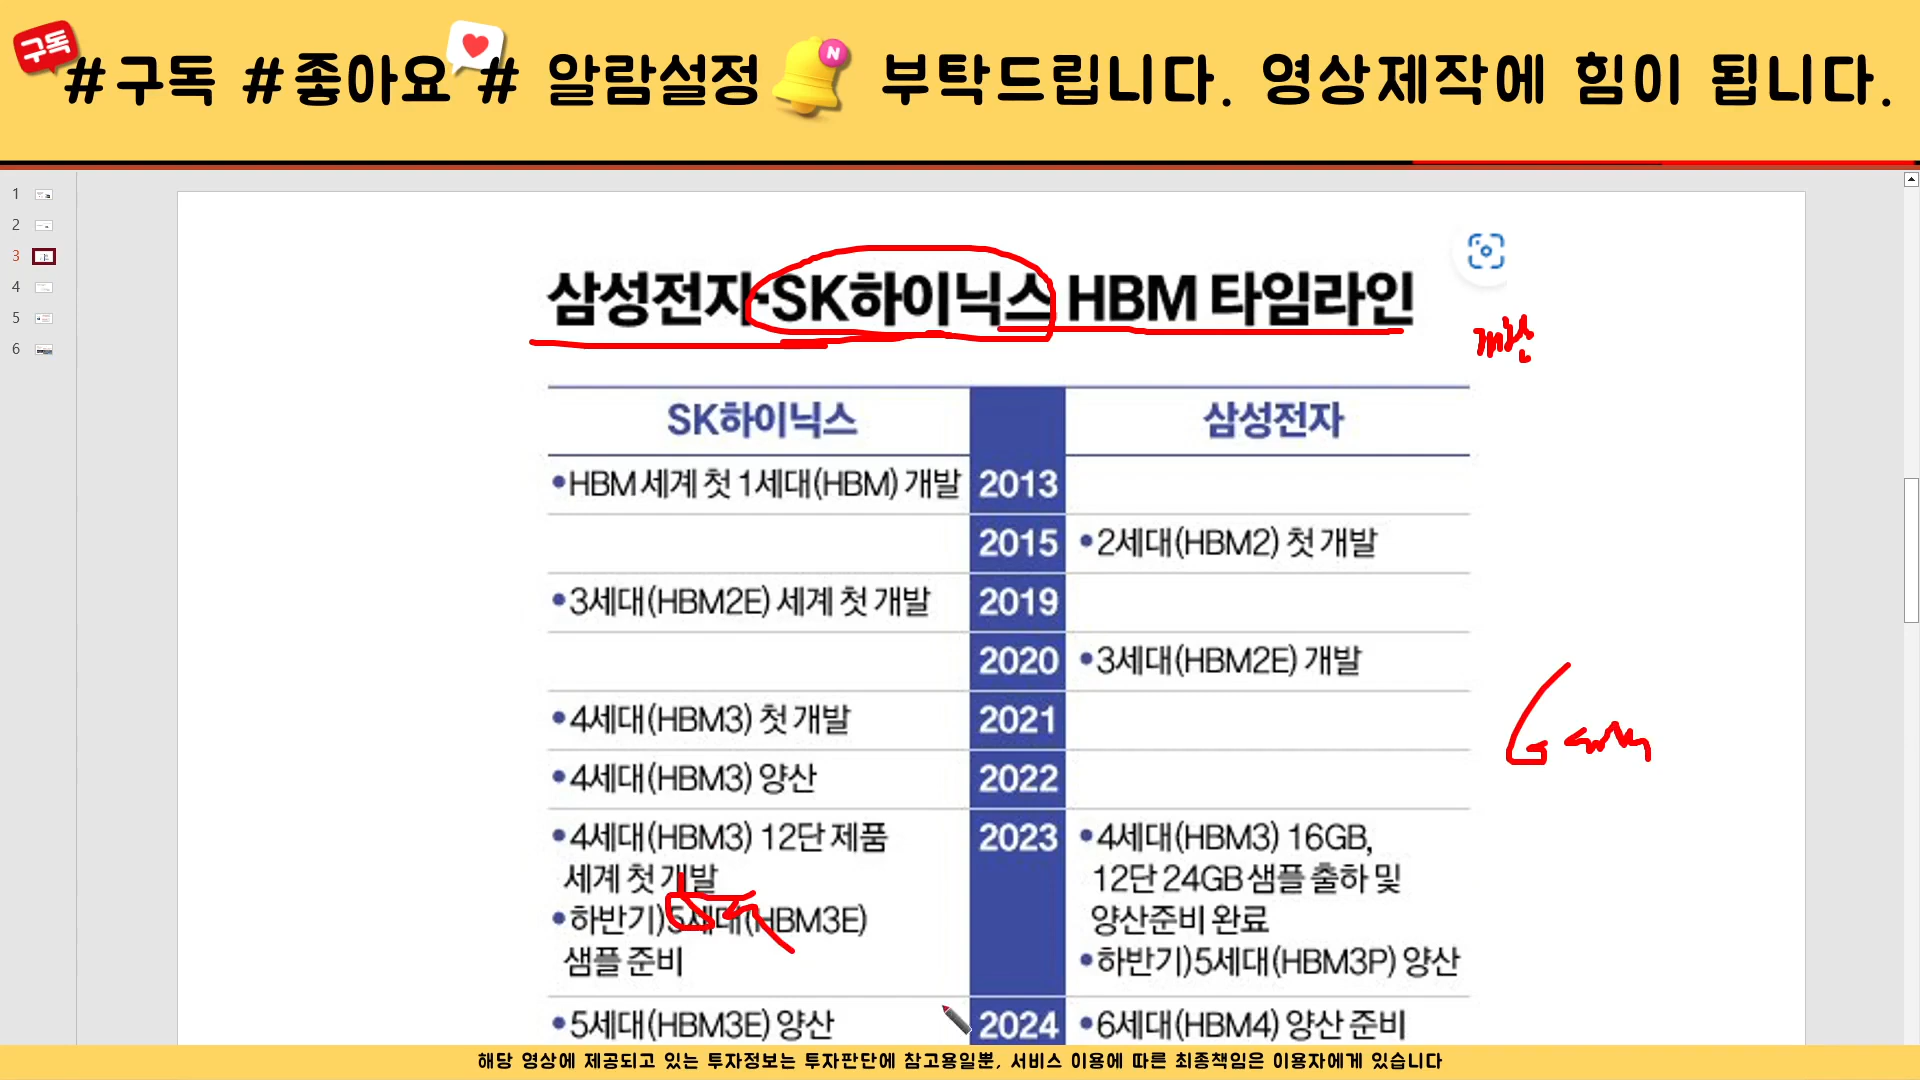 구독
#구독 #좋아요 # 알람설정 부탁드립니다. 영상제작에 힘이 됩니다.
N
1
2
3
4
5
6
삼성전자·SK하이닉스 HBM 타임라인
SK하이닉스 삼성전자
•HBM 세계 첫 1세대(HBM) 개발 2013
2015 •2세대(HBM2) 첫 개발
•3세대(HBM2E) 세계 첫 개발 2019
2020 •3세대(HBM2E) 개발
•4세대(HBM3) 첫 개발 2021
•4세대(HBM3) 양산 2022
•4세대(HBM3) 12단 제품 2023 •4세대(HBM3) 16GB,
세계 첫 개발 12단 24GB 샘플 출하 및
•하반기)5세대(HBM3E) 양산준비 완료
샘플 준비 •하반기)5세대(HBM3P) 양산
•5세대(HBM3E) 양산 2024 •6세대(HBM4) 양산 준비
해당 영상에 제공되고 있는 투자정보는 투자판단에 참고용일뿐, 서비스 이용에 따른 최종책임은 이용자에게 있습니다